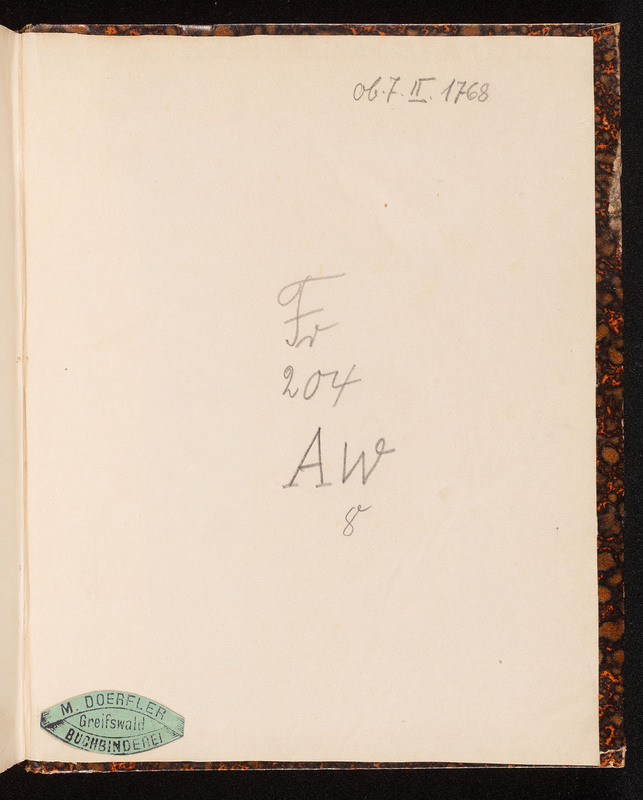 ob. 7. II. 1768
Fr
204
AW
8
M. DOERFLER
Greifswald
BUCHBINDEREI